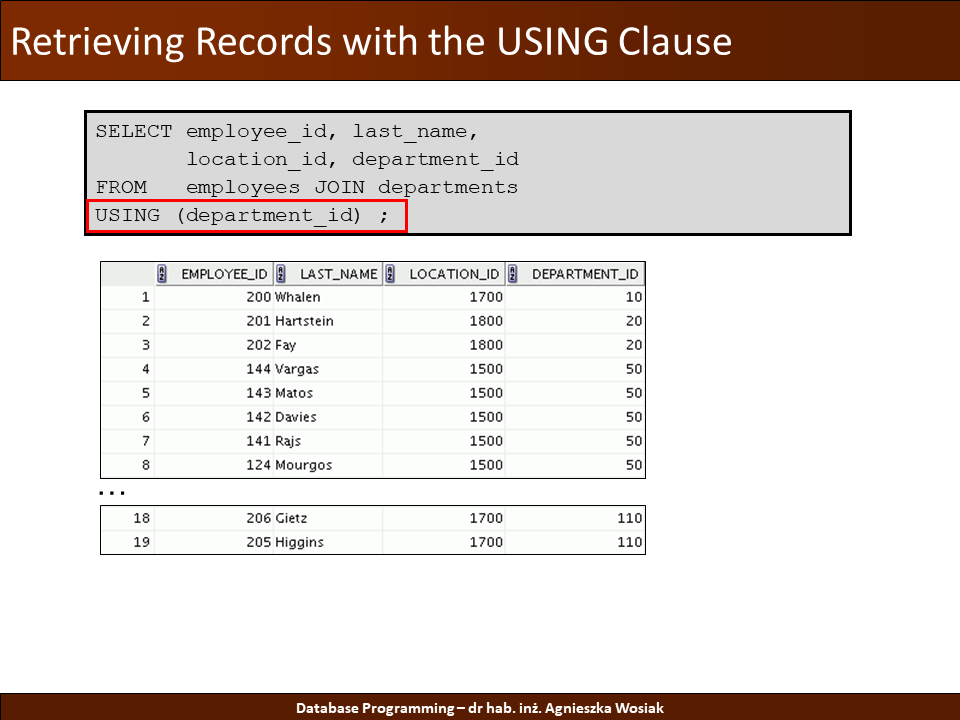 Retrieving Records with the USING Clause
SELECT employee_id, last_name,
location_id, department_id
FROM employees JOIN departments
USING (department_id) ;
EMPLOYEE_ID LAST_NAME LOCATION_ID DEPARTMENT_ID
1 200 Whalen 1700 10
2 201 Hartstein 1800 20
3 202 Fay 1800 20
4 144 Vargas 1500 50
5 143 Matos 1500 50
6 142 Davies 1500 50
7 141 Rajs 1500 50
8 124 Mourgos 1500 50
...
18 206 Gietz 1700 110
19 205 Higgins 1700 110
Database Programming – dr hab. inż. Agnieszka Wosiak